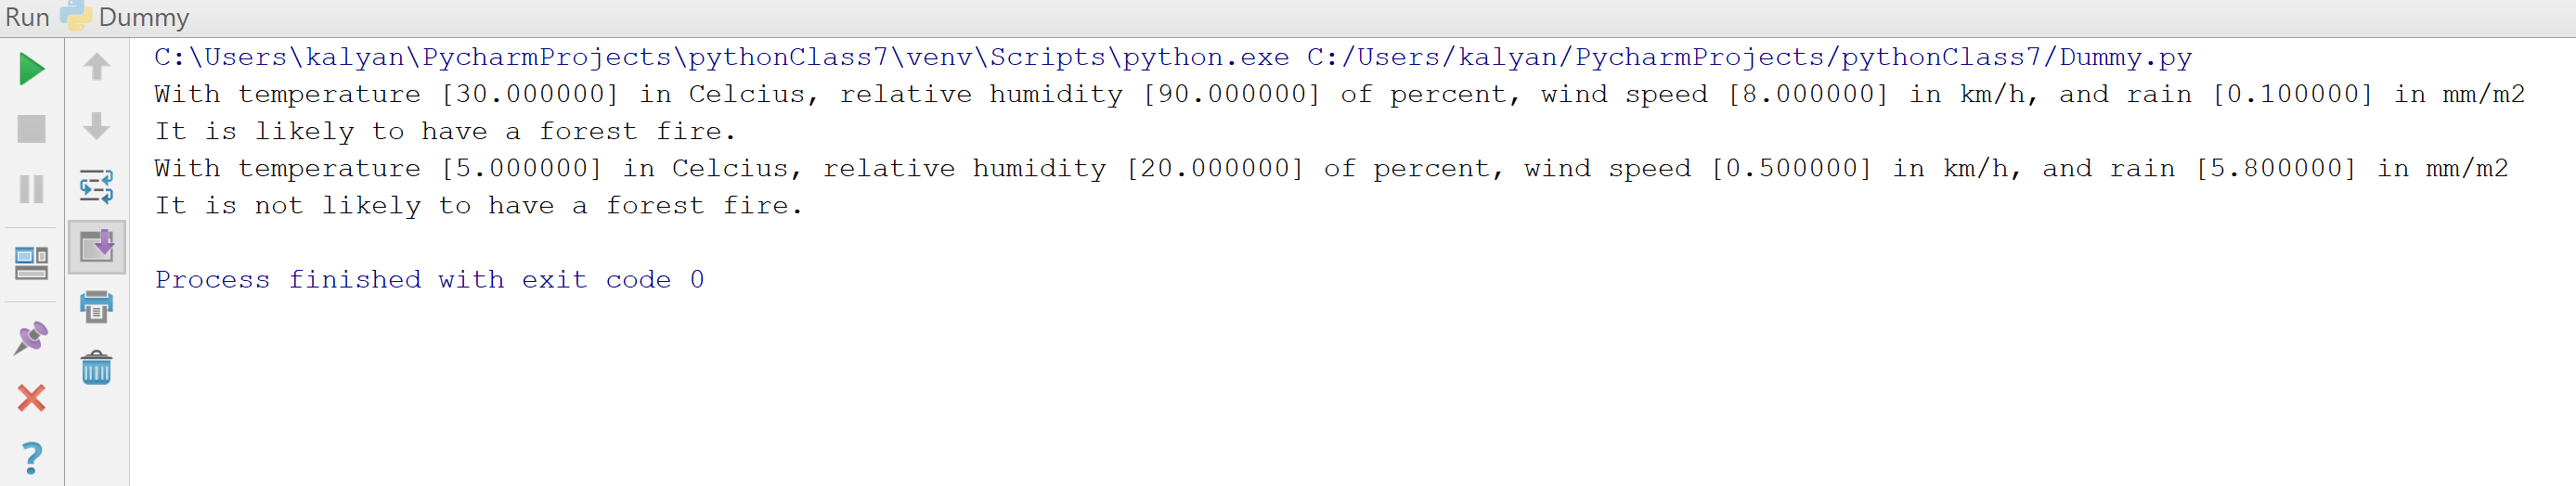 Run Dummy
C:\Users\kalyan\PycharmProjects\pythonClass7\venv\Scripts\python.exe C:/Users/kalyan/PycharmProjects/pythonClass7/Dummy.py
With temperature [30.000000] in Celcius, relative humidity [90.000000] of percent, wind speed [8.000000] in km/h, and rain [0.100000] in mm/m2
It is likely to have a forest fire.
With temperature [5.000000] in Celcius, relative humidity [20.000000] of percent, wind speed [0.500000] in km/h, and rain [5.800000] in mm/m2
It is not likely to have a forest fire.
Process finished with exit code 0